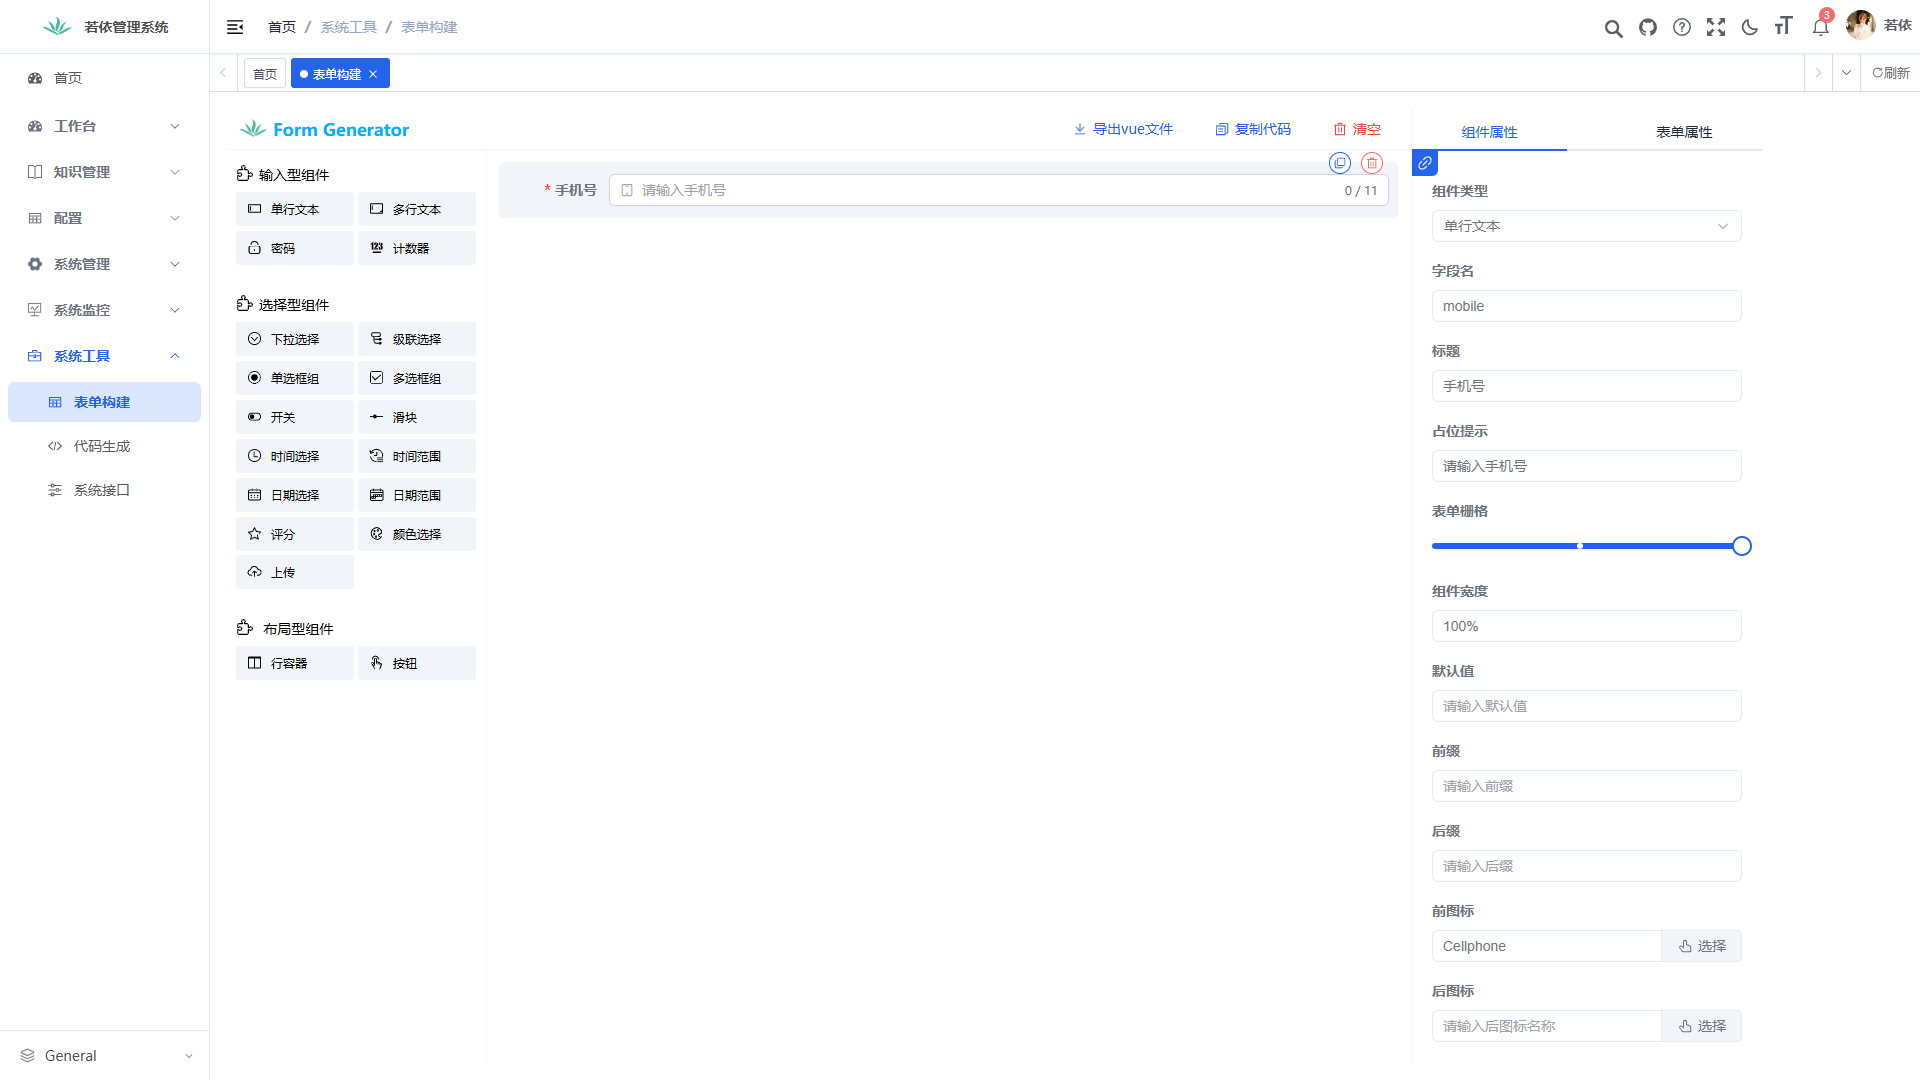 若依管理系统
首页 / 系统工具 / 表单构建
3
若依
首页
表单构建
刷新
首页
工作台
知识管理
配置
系统管理
系统监控
系统工具
表单构建
代码生成
系统接口
General
Form Generator
导出vue文件
复制代码
清空
输入型组件
单行文本
多行文本
密码
计数器
选择型组件
下拉选择
级联选择
单选框组
多选框组
开关
滑块
时间选择
时间范围
日期选择
日期范围
评分
颜色选择
上传
布局型组件
行容器
按钮
* 手机号
请输入手机号
0 / 11
组件属性
表单属性
组件类型
单行文本
字段名
mobile
标题
手机号
占位提示
请输入手机号
表单栅格
组件宽度
100%
默认值
请输入默认值
前缀
请输入前缀
后缀
请输入后缀
前图标
Cellphone
选择
后图标
请输入后图标名称
选择